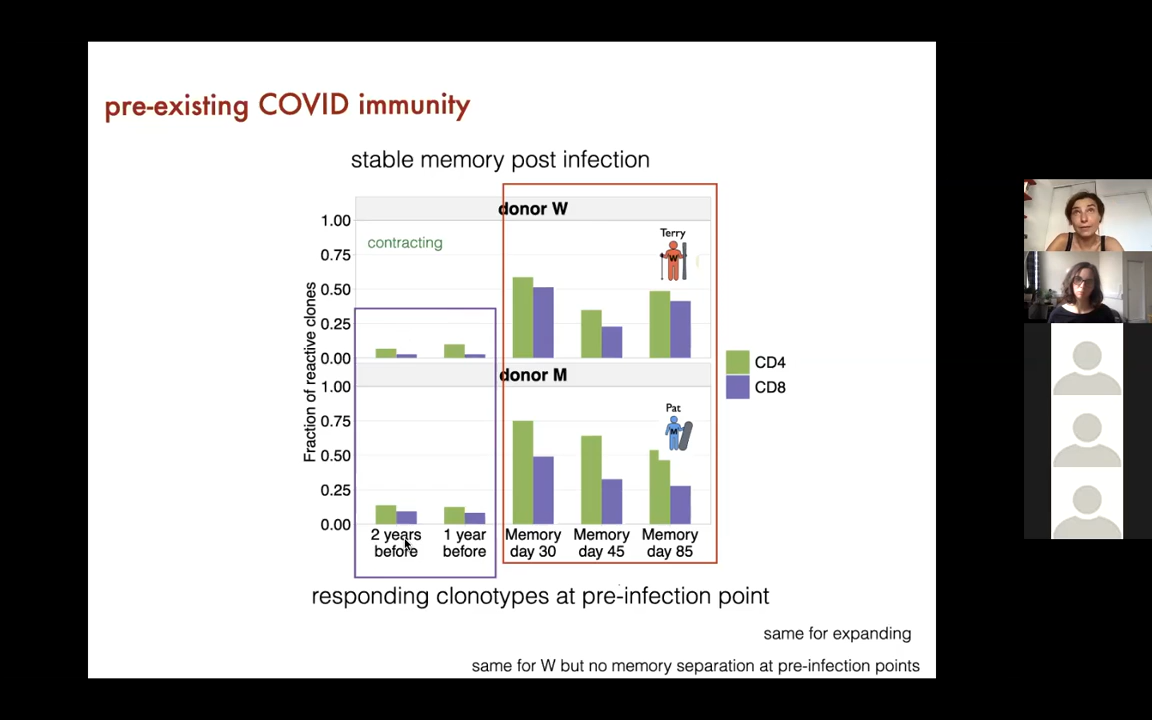 pre-existing COVID immunity
stable memory post infection
donor W
Terry
W
contracting
1.00
0.75
0.50
0.25
0.00
Fraction of reactive clones
donor M
Pat
M
1.00
0.75
0.50
0.25
0.00
CD4
CD8
2 years before
1 year before
Memory day 30
Memory day 45
Memory day 85
responding clonotypes at pre-infection point
same for expanding
same for W but no memory separation at pre-infection points